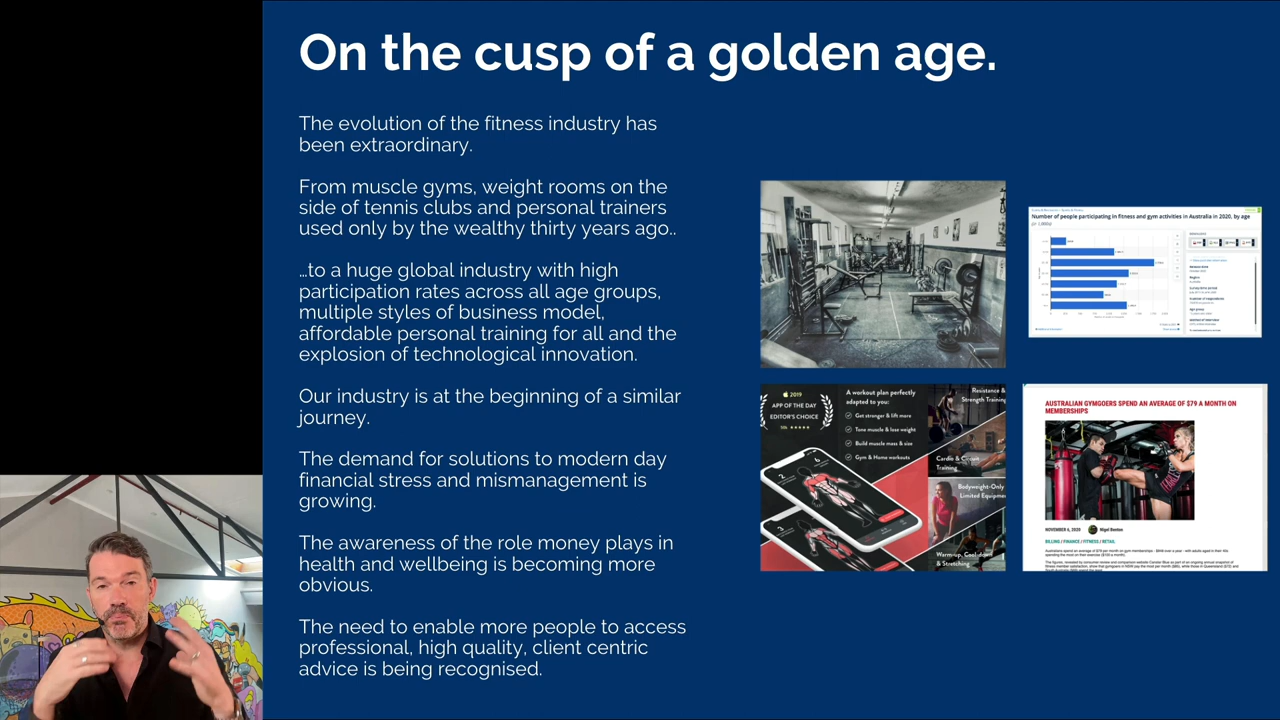 On the cusp of a golden age.
The evolution of the fitness industry has
been extraordinary.
From muscle gyms, weight rooms on the
side of tennis clubs and personal trainers
used only by the wealthy thirty years ago..
…to a huge global industry with high
participation rates across all age groups,
multiple styles of business model,
affordable personal training for all and the
explosion of technological innovation.
Our industry is at the beginning of a similar
journey.
The demand for solutions to modern day
financial stress and mismanagement is
growing.
The awareness of the role money plays in
health and wellbeing is becoming more
obvious.
The need to enable more people to access
professional, high quality, client centric
advice is being recognised.
Number of people participating in fitness and gym activities in Australia in 2020, by age
2019
APP OF THE DAY
EDITOR'S CHOICE
A workout plan perfectly
adapted to you:
Get stronger & lift more
Tone muscle & lose weight
Build muscle mass & size
Gym & Home workouts
Resistance &
Strength Training
Cardio & Circuit
Training
Bodyweight-Only
Limited Equipme
Warm-up, Cool-down
& Stretching
AUSTRALIAN GYMGOERS SPEND AN AVERAGE OF $79 A MONTH ON
MEMBERSHIPS
NOVEMBER 6, 2020
Nigel Benton
BILLING / FINANCE / FITNESS / RETAIL